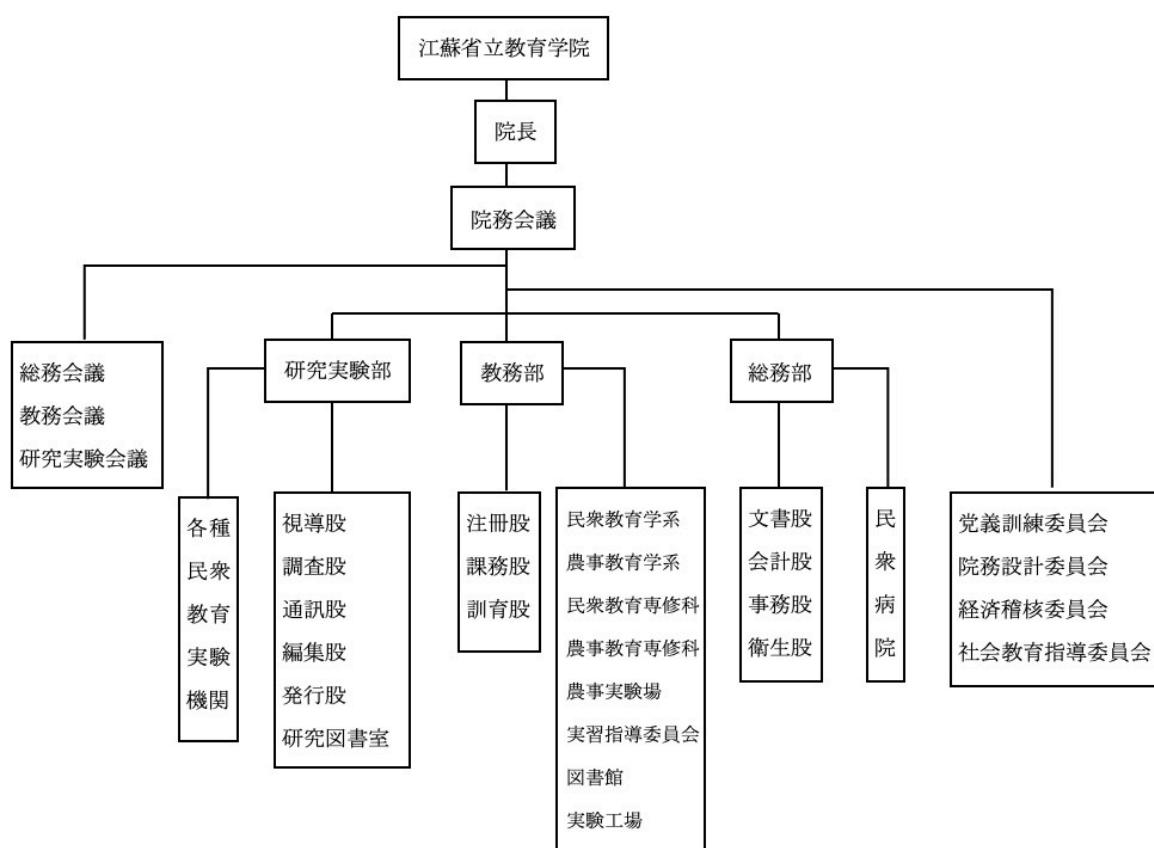 江蘇省立教育学院
院長
院務会議
総務会議
教務会議
研究実験会議
研究実験部
教務部
総務部
各種
民衆
教育
実験
機関
視導股
調査股
通訊股
編集股
発行股
研究図書室
注冊股
課務股
訓育股
民衆教育学系
農事教育学系
民衆教育専修科
農事教育専修科
農事実験場
実習指導委員会
図書館
実験工場
文書股
会計股
事務股
衛生股
民衆病院
党義訓練委員会
院務設計委員会
経済稽核委員会
社会教育指導委員会